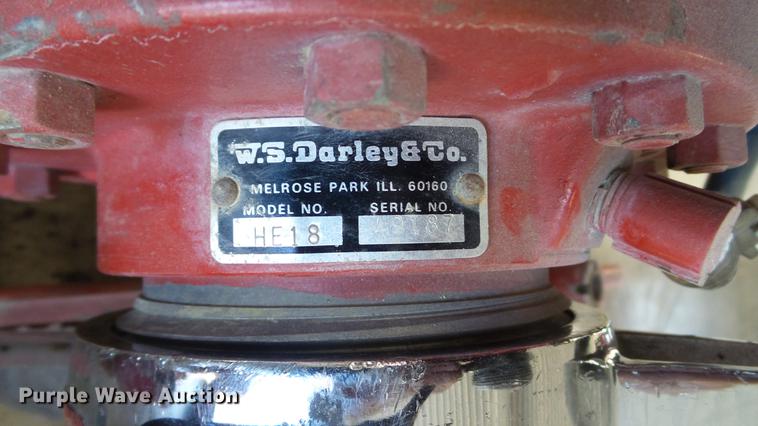 W.S.Darley&Co.
MELROSE PARK ILL. 60160
MODEL NO. SERIAL NO.
HE18
Purple Wave Auction